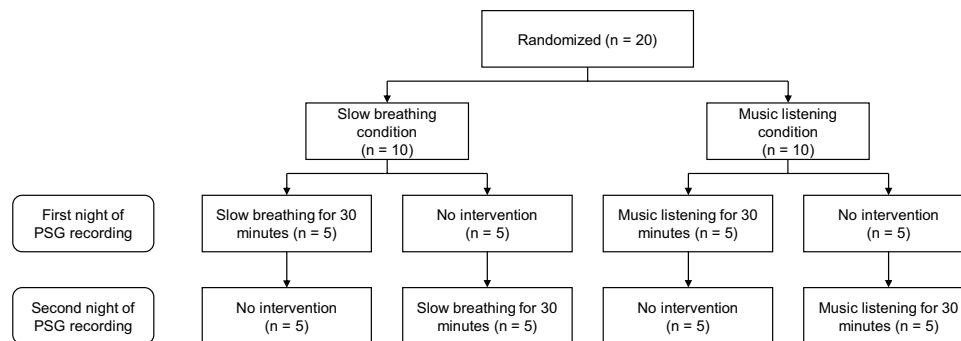 Randomized (n = 20)
Slow breathing
condition
(n = 10)
Music listening
condition
(n = 10)
First night of
PSG recording
Slow breathing for 30
minutes (n = 5)
No intervention
(n = 5)
Music listening for 30
minutes (n = 5)
No intervention
(n = 5)
Second night of
PSG recording
No intervention
(n = 5)
Slow breathing for 30
minutes (n = 5)
No intervention
(n = 5)
Music listening for 30
minutes (n = 5)